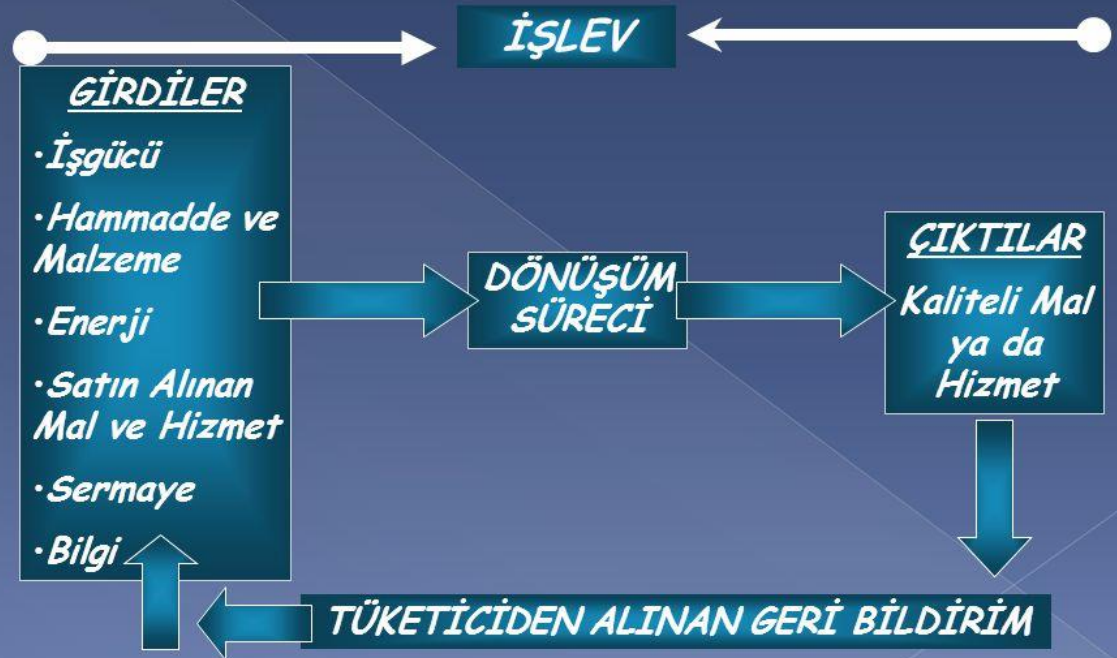 İŞLEV
GİRDİLER
•İşgücü
•Hammadde ve
Malzeme
•Enerji
•Satın Alınan
Mal ve Hizmet
•Sermaye
•Bilgi
DÖNÜŞÜM
SÜRECİ
ÇIKTILAR
Kaliteli Mal
ya da
Hizmet
TÜKETİCİDEN ALINAN GERİ BİLDİRİM